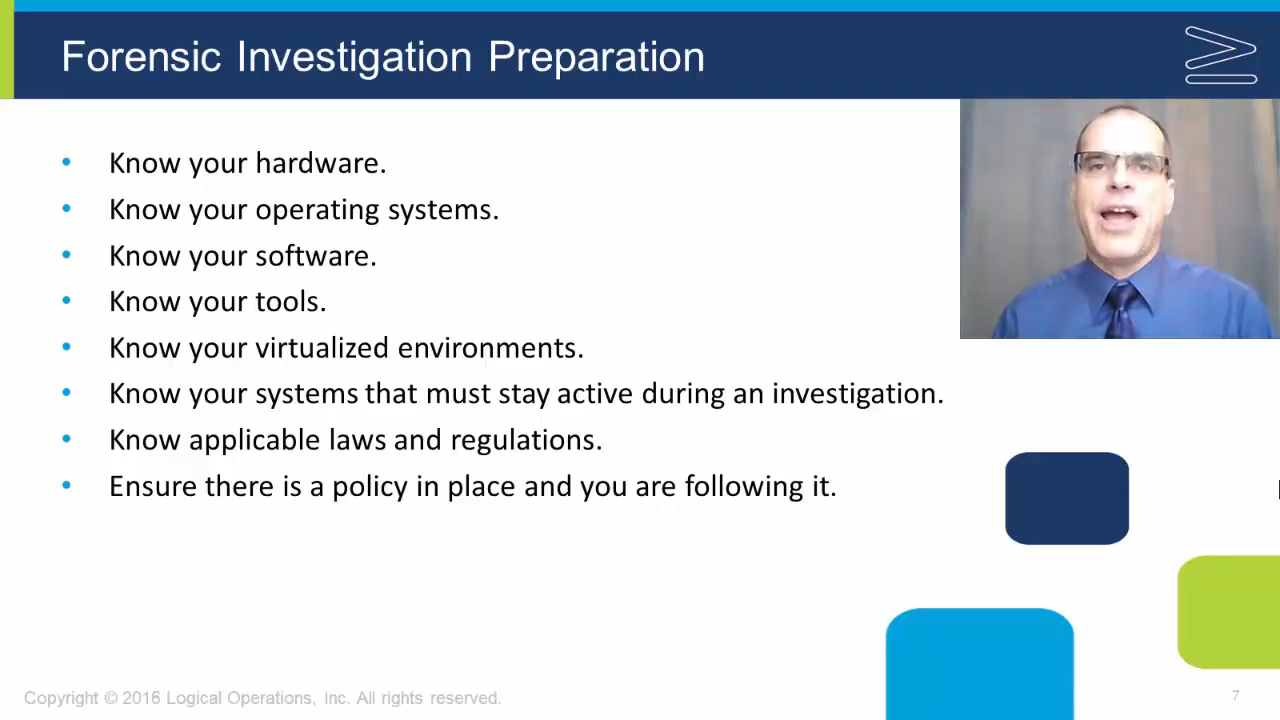 Forensic Investigation Preparation
• Know your hardware.
• Know your operating systems.
• Know your software.
• Know your tools.
• Know your virtualized environments.
• Know your systems that must stay active during an investigation.
• Know applicable laws and regulations.
• Ensure there is a policy in place and you are following it.
Copyright © 2016 Logical Operations, Inc. All rights reserved.
7